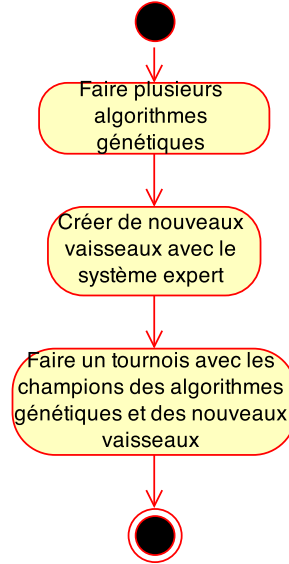 Faire plusieurs
algorithmes
génétiques
Créer de nouveaux
vaisseaux avec le
système expert
Faire un tournois avec les
champions des algorithmes
génétiques et des nouveaux
vaisseaux